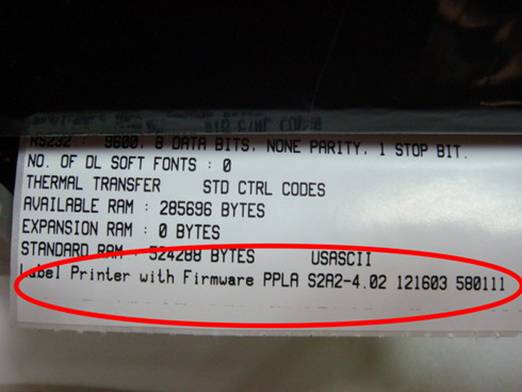 RS232 : 9600, 8 DATA BITS, NONE PARITY, 1 STOP BIT.
NO. OF DL SOFT FONTS : 0
THERMAL TRANSFER STD CTRL CODES
AVAILABLE RAM : 285696 BYTES
EXPANSION RAM : 0 BYTES
STANDARD RAM : 524288 BYTES USASCII
Label Printer with Firmware PPLA S2A2-4.02 121603 580111